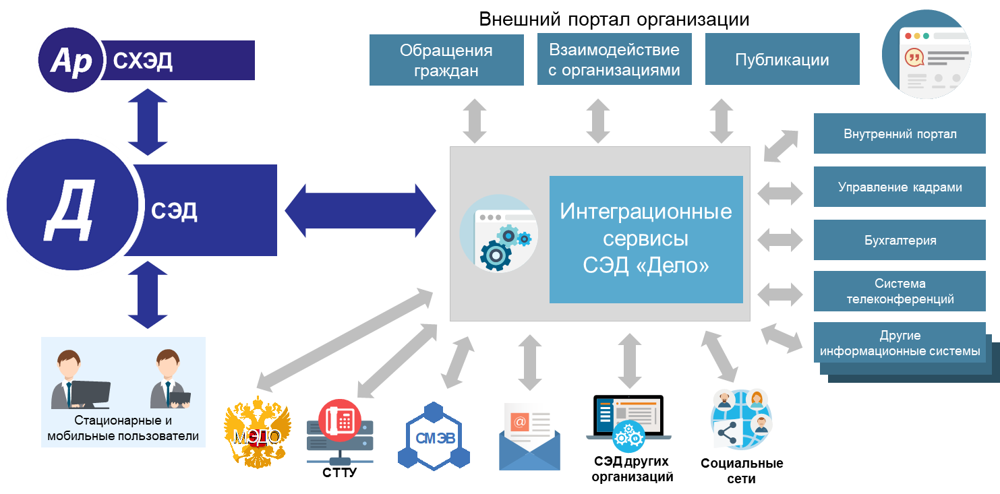 Внешний портал организации
Ар
СХЭД
Обращения
граждан
Взаимодействие
с организациями
Публикации
Внутренний портал
Управление кадрами
Бухгалтерия
Система
телеконференций
Другие
информационные системы
Д
СЭД
Интеграционные
сервисы
СЭД «Дело»
Стационарные и
мобильные пользователи
МЭДО
СТТУ
СМЭВ
@
СЭД других
организаций
Социальные
сети